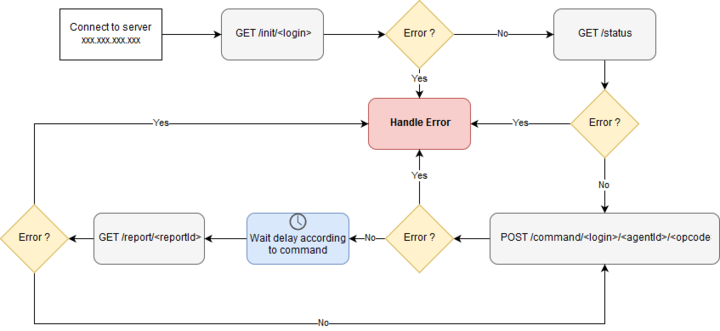 Connect to server
xxx.xxx.xxx.xxx
GET /init/<login>
Error ?
No
GET /status
Yes
Handle Error
Yes
Error ?
Yes
No
Yes
Error ?
GET /report/<reportId>
Wait delay according
to command
No
Error ?
POST /command/<login>/<agentId>/<opcode
No